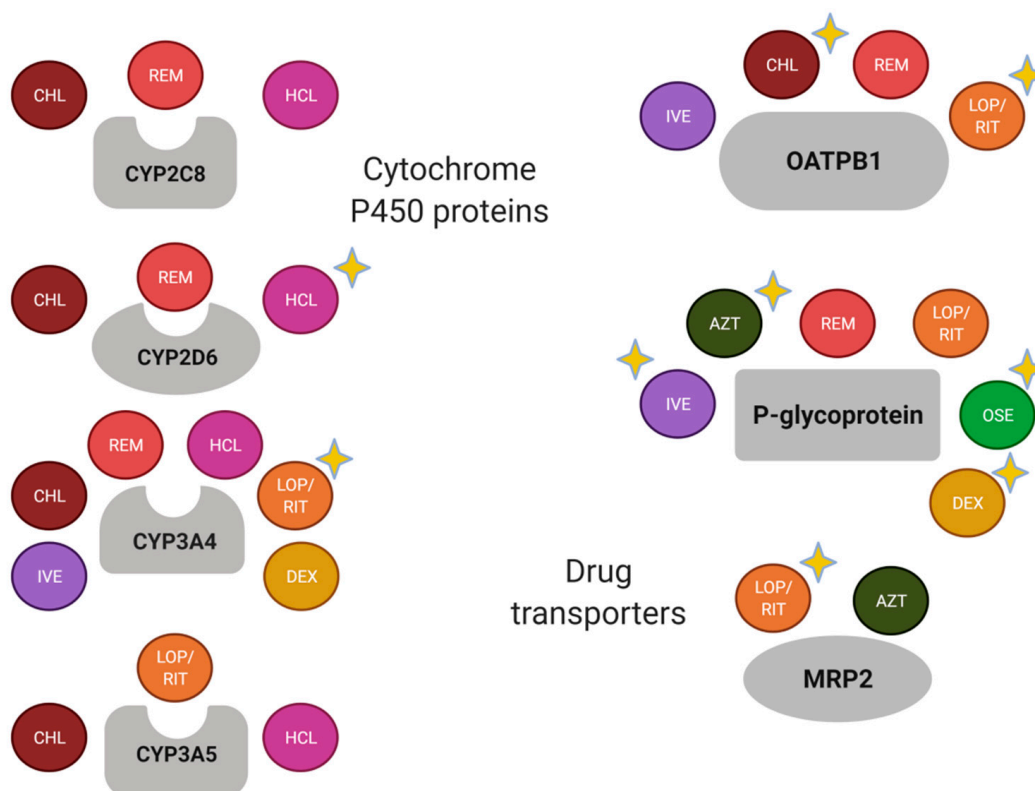 REM
CHL
HCL
CYP2C8
Cytochrome
P450 proteins
REM
CHL
HCL
CYP2D6
REM
HCL
CHL
LOP/
RIT
CYP3A4
IVE
DEX
LOP/
RIT
CHL
HCL
CYP3A5
CHL
REM
IVE
LOP/
RIT
OATPB1
AZT
REM
LOP/
RIT
IVE
P-glycoprotein
OSE
DEX
Drug
transporters
LOP/
RIT
AZT
MRP2